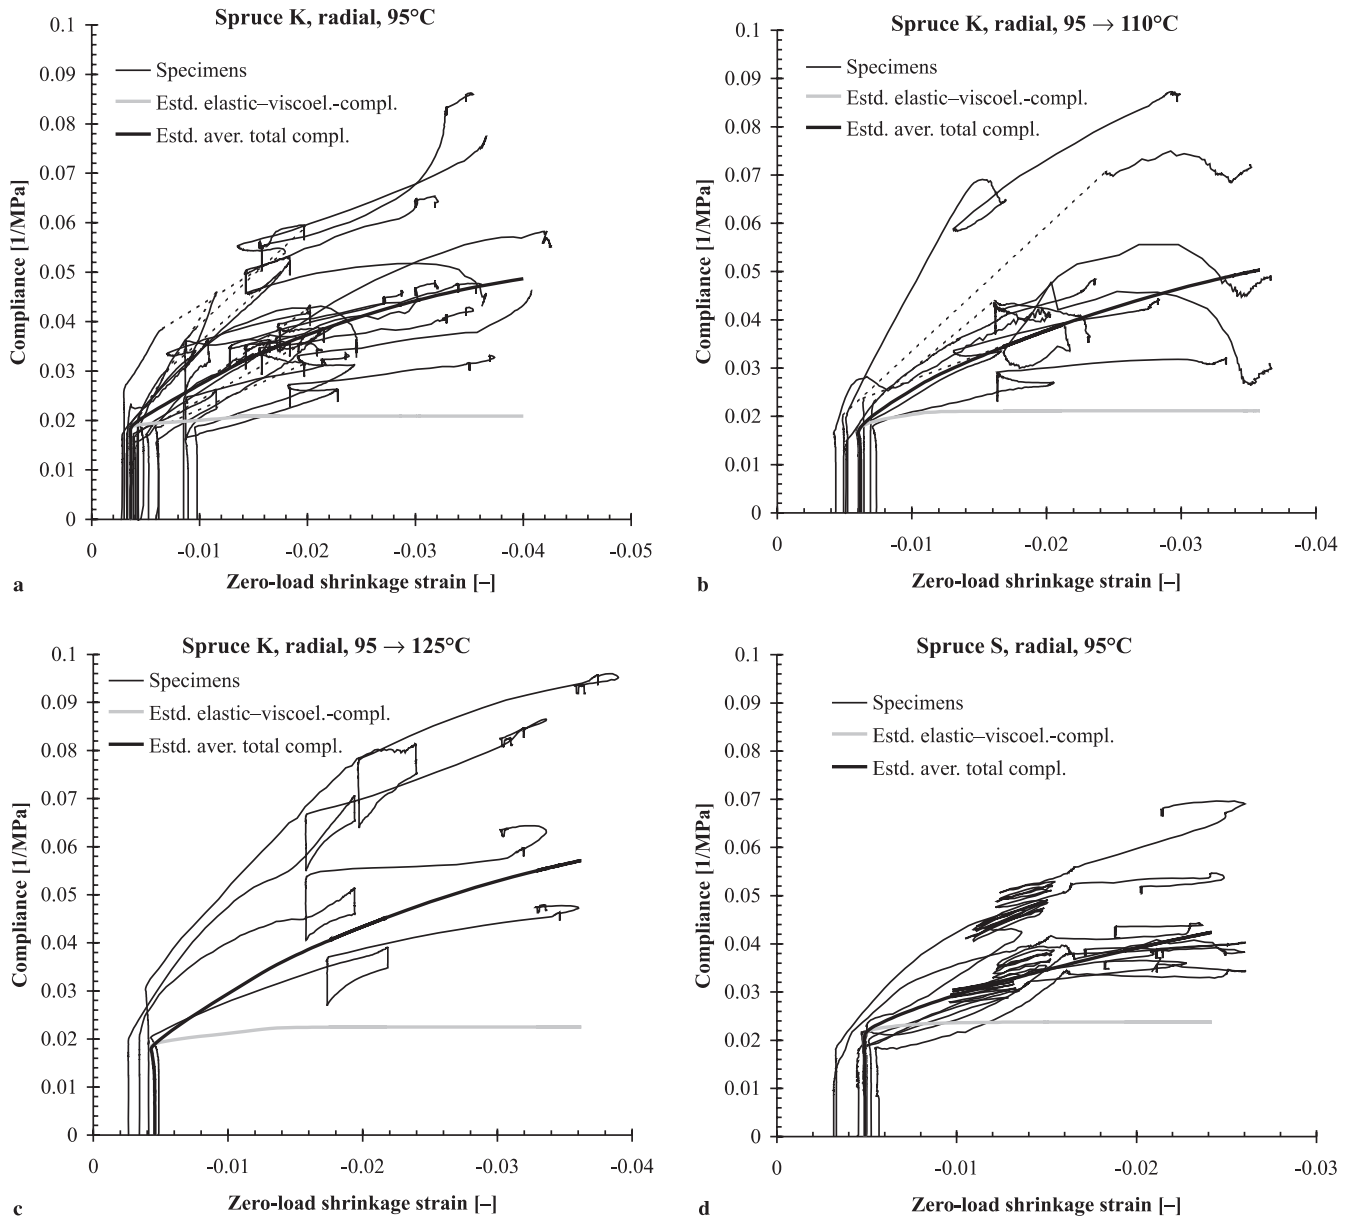 Spruce K, radial, 95°C
0.1
0.09
0.08
0.07
0.06
0.05
0.04
0.03
0.02
0.01
0
Compliance [1/MPa]
Specimens
Estd. elastic–viscoel.-compl.
Estd. aver. total compl.
0 -0.01 -0.02 -0.03 -0.04 -0.05
Zero-load shrinkage strain [–]
a
Spruce K, radial, 95 → 110°C
0.1
0.09
0.08
0.07
0.06
0.05
0.04
0.03
0.02
0.01
0
Compliance [1/MPa]
Specimens
Estd. elastic–viscoel.-compl.
Estd. aver. total compl.
0 -0.01 -0.02 -0.03 -0.04
Zero-load shrinkage strain [–]
b
Spruce K, radial, 95 → 125°C
0.1
0.09
0.08
0.07
0.06
0.05
0.04
0.03
0.02
0.01
0
Compliance [1/MPa]
Specimens
Estd. elastic–viscoel.-compl.
Estd. aver. total compl.
0 -0.01 -0.02 -0.03 -0.04
Zero-load shrinkage strain [–]
c
Spruce S, radial, 95°C
0.1
0.09
0.08
0.07
0.06
0.05
0.04
0.03
0.02
0.01
0
Compliance [1/MPa]
Specimens
Estd. elastic–viscoel.-compl.
Estd. aver. total compl.
0 -0.01 -0.02 -0.03
Zero-load shrinkage strain [–]
d